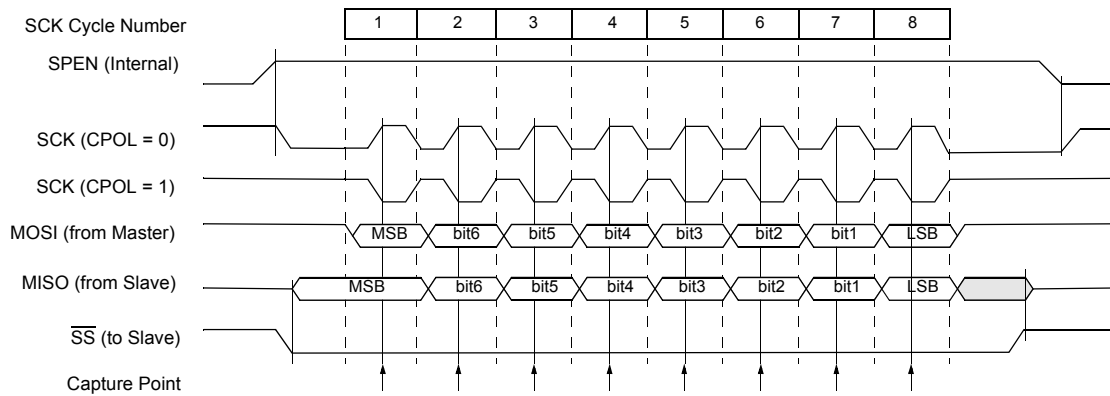 SCK Cycle Number 1 2 3 4 5 6 7 8
SPEN (Internal)
SCK (CPOL = 0)
SCK (CPOL = 1)
MOSI (from Master) MSB bit6 bit5 bit4 bit3 bit2 bit1 LSB
MISO (from Slave) MSB bit6 bit5 bit4 bit3 bit2 bit1 LSB
SS (to Slave)
Capture Point